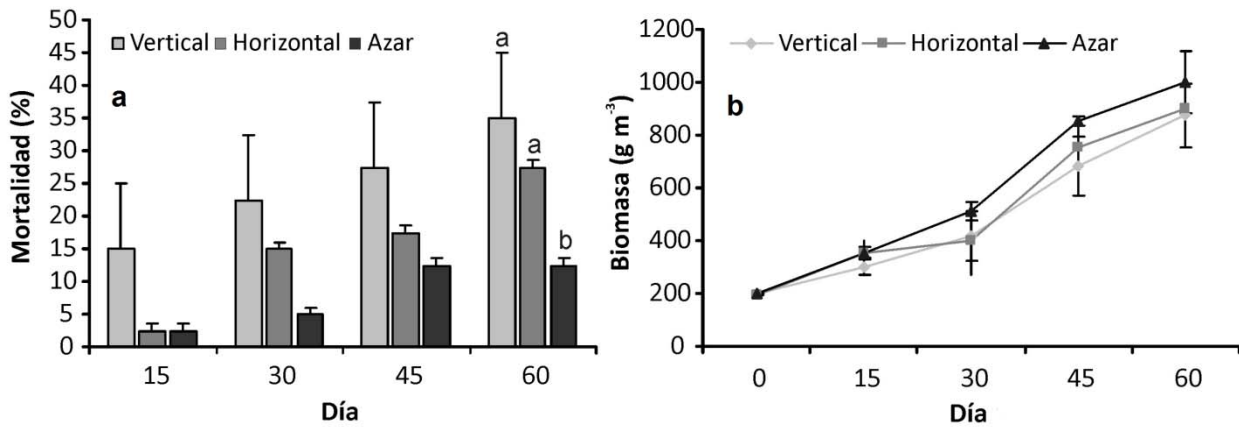 Mortalidad (%)
50
45
40
35
30
25
20
15
10
5
0
Vertical Horizontal Azar
a
a
a
b
15 30 45 60
Día
Biomasa (g m⁻³)
1200
1000
800
600
400
200
0
Vertical Horizontal Azar
b
0 15 30 45 60
Día